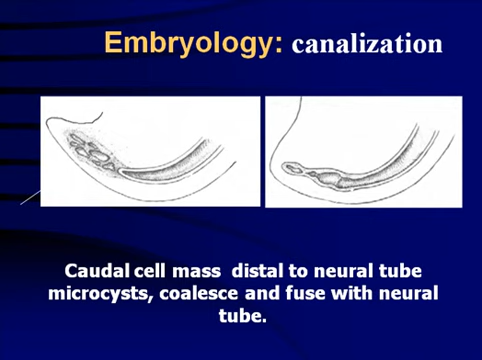 Embryology: canalization
Caudal cell mass distal to neural tube
microcysts, coalesce and fuse with neural
tube.